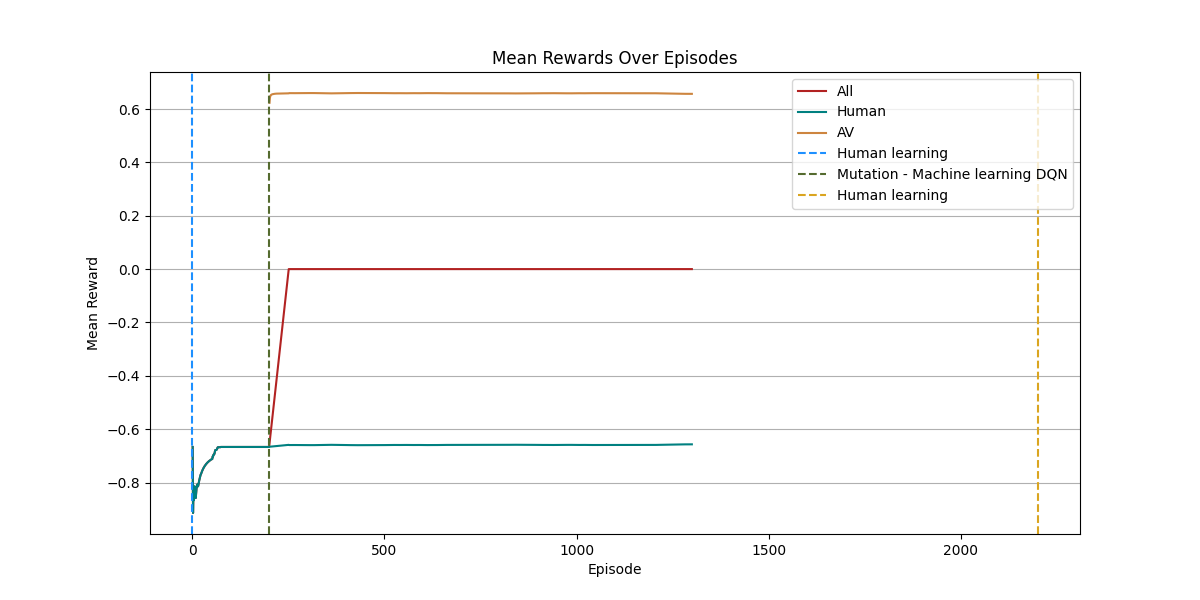 Mean Rewards Over Episodes
All
Human
AV
Human learning
Mutation - Machine learning DQN
Human learning
0.6
0.4
0.2
0.0
−0.2
−0.4
−0.6
−0.8
Mean Reward
0 500 1000 1500 2000
Episode